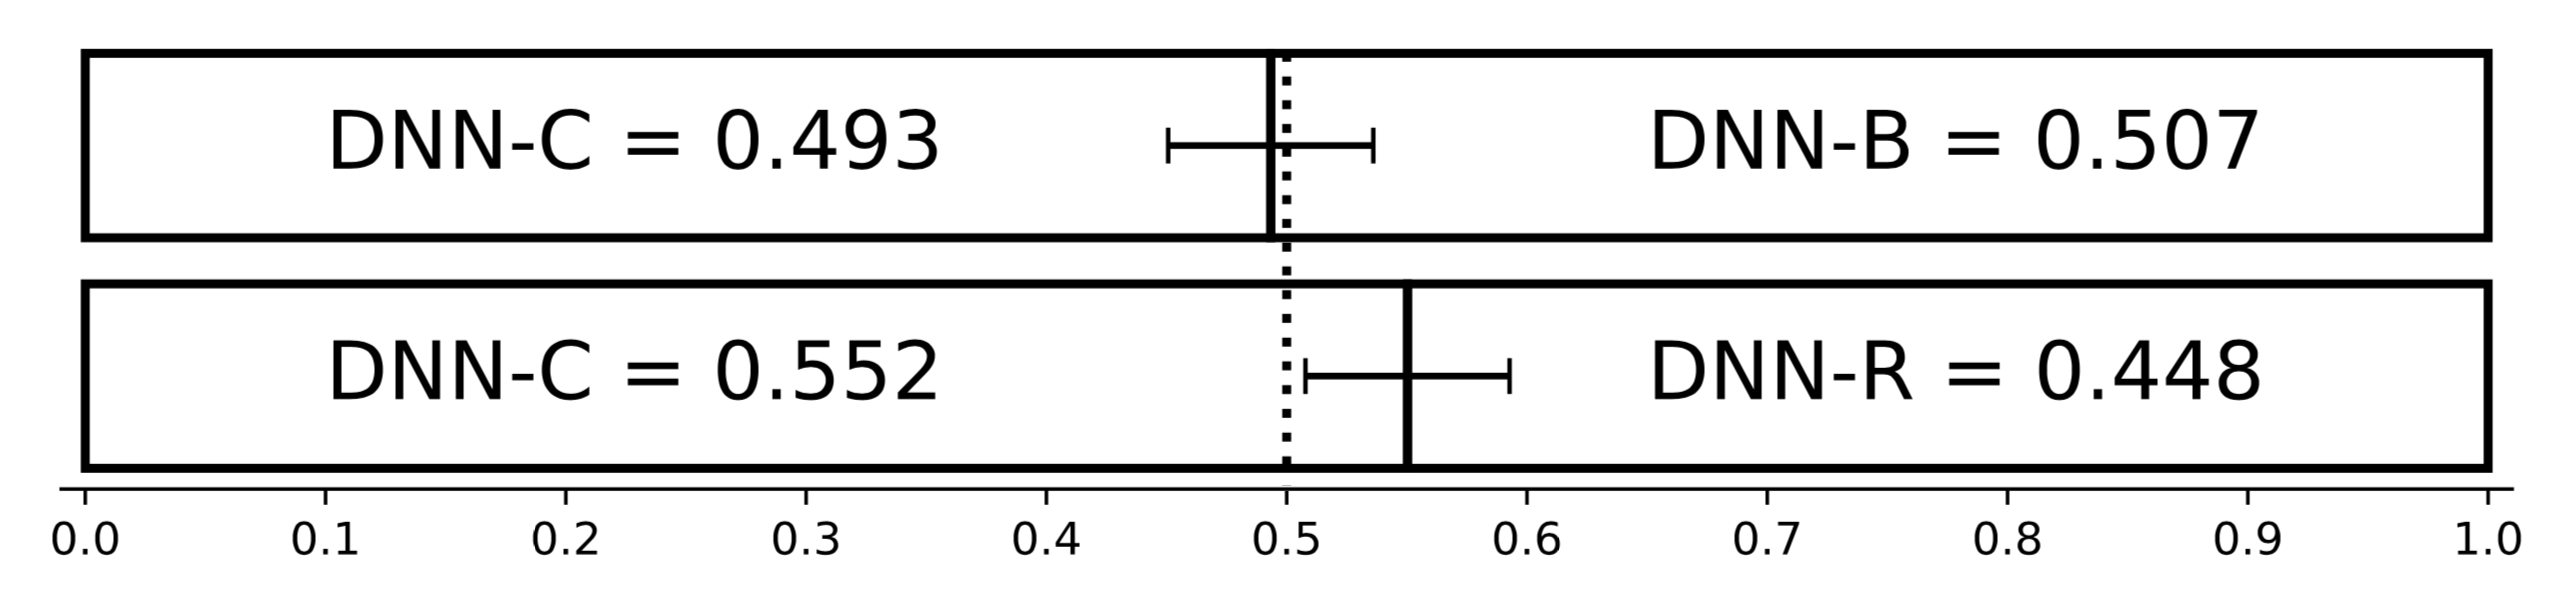 DNN-C = 0.493 DNN-B = 0.507
DNN-C = 0.552 DNN-R = 0.448
0.0 0.1 0.2 0.3 0.4 0.5 0.6 0.7 0.8 0.9 1.0